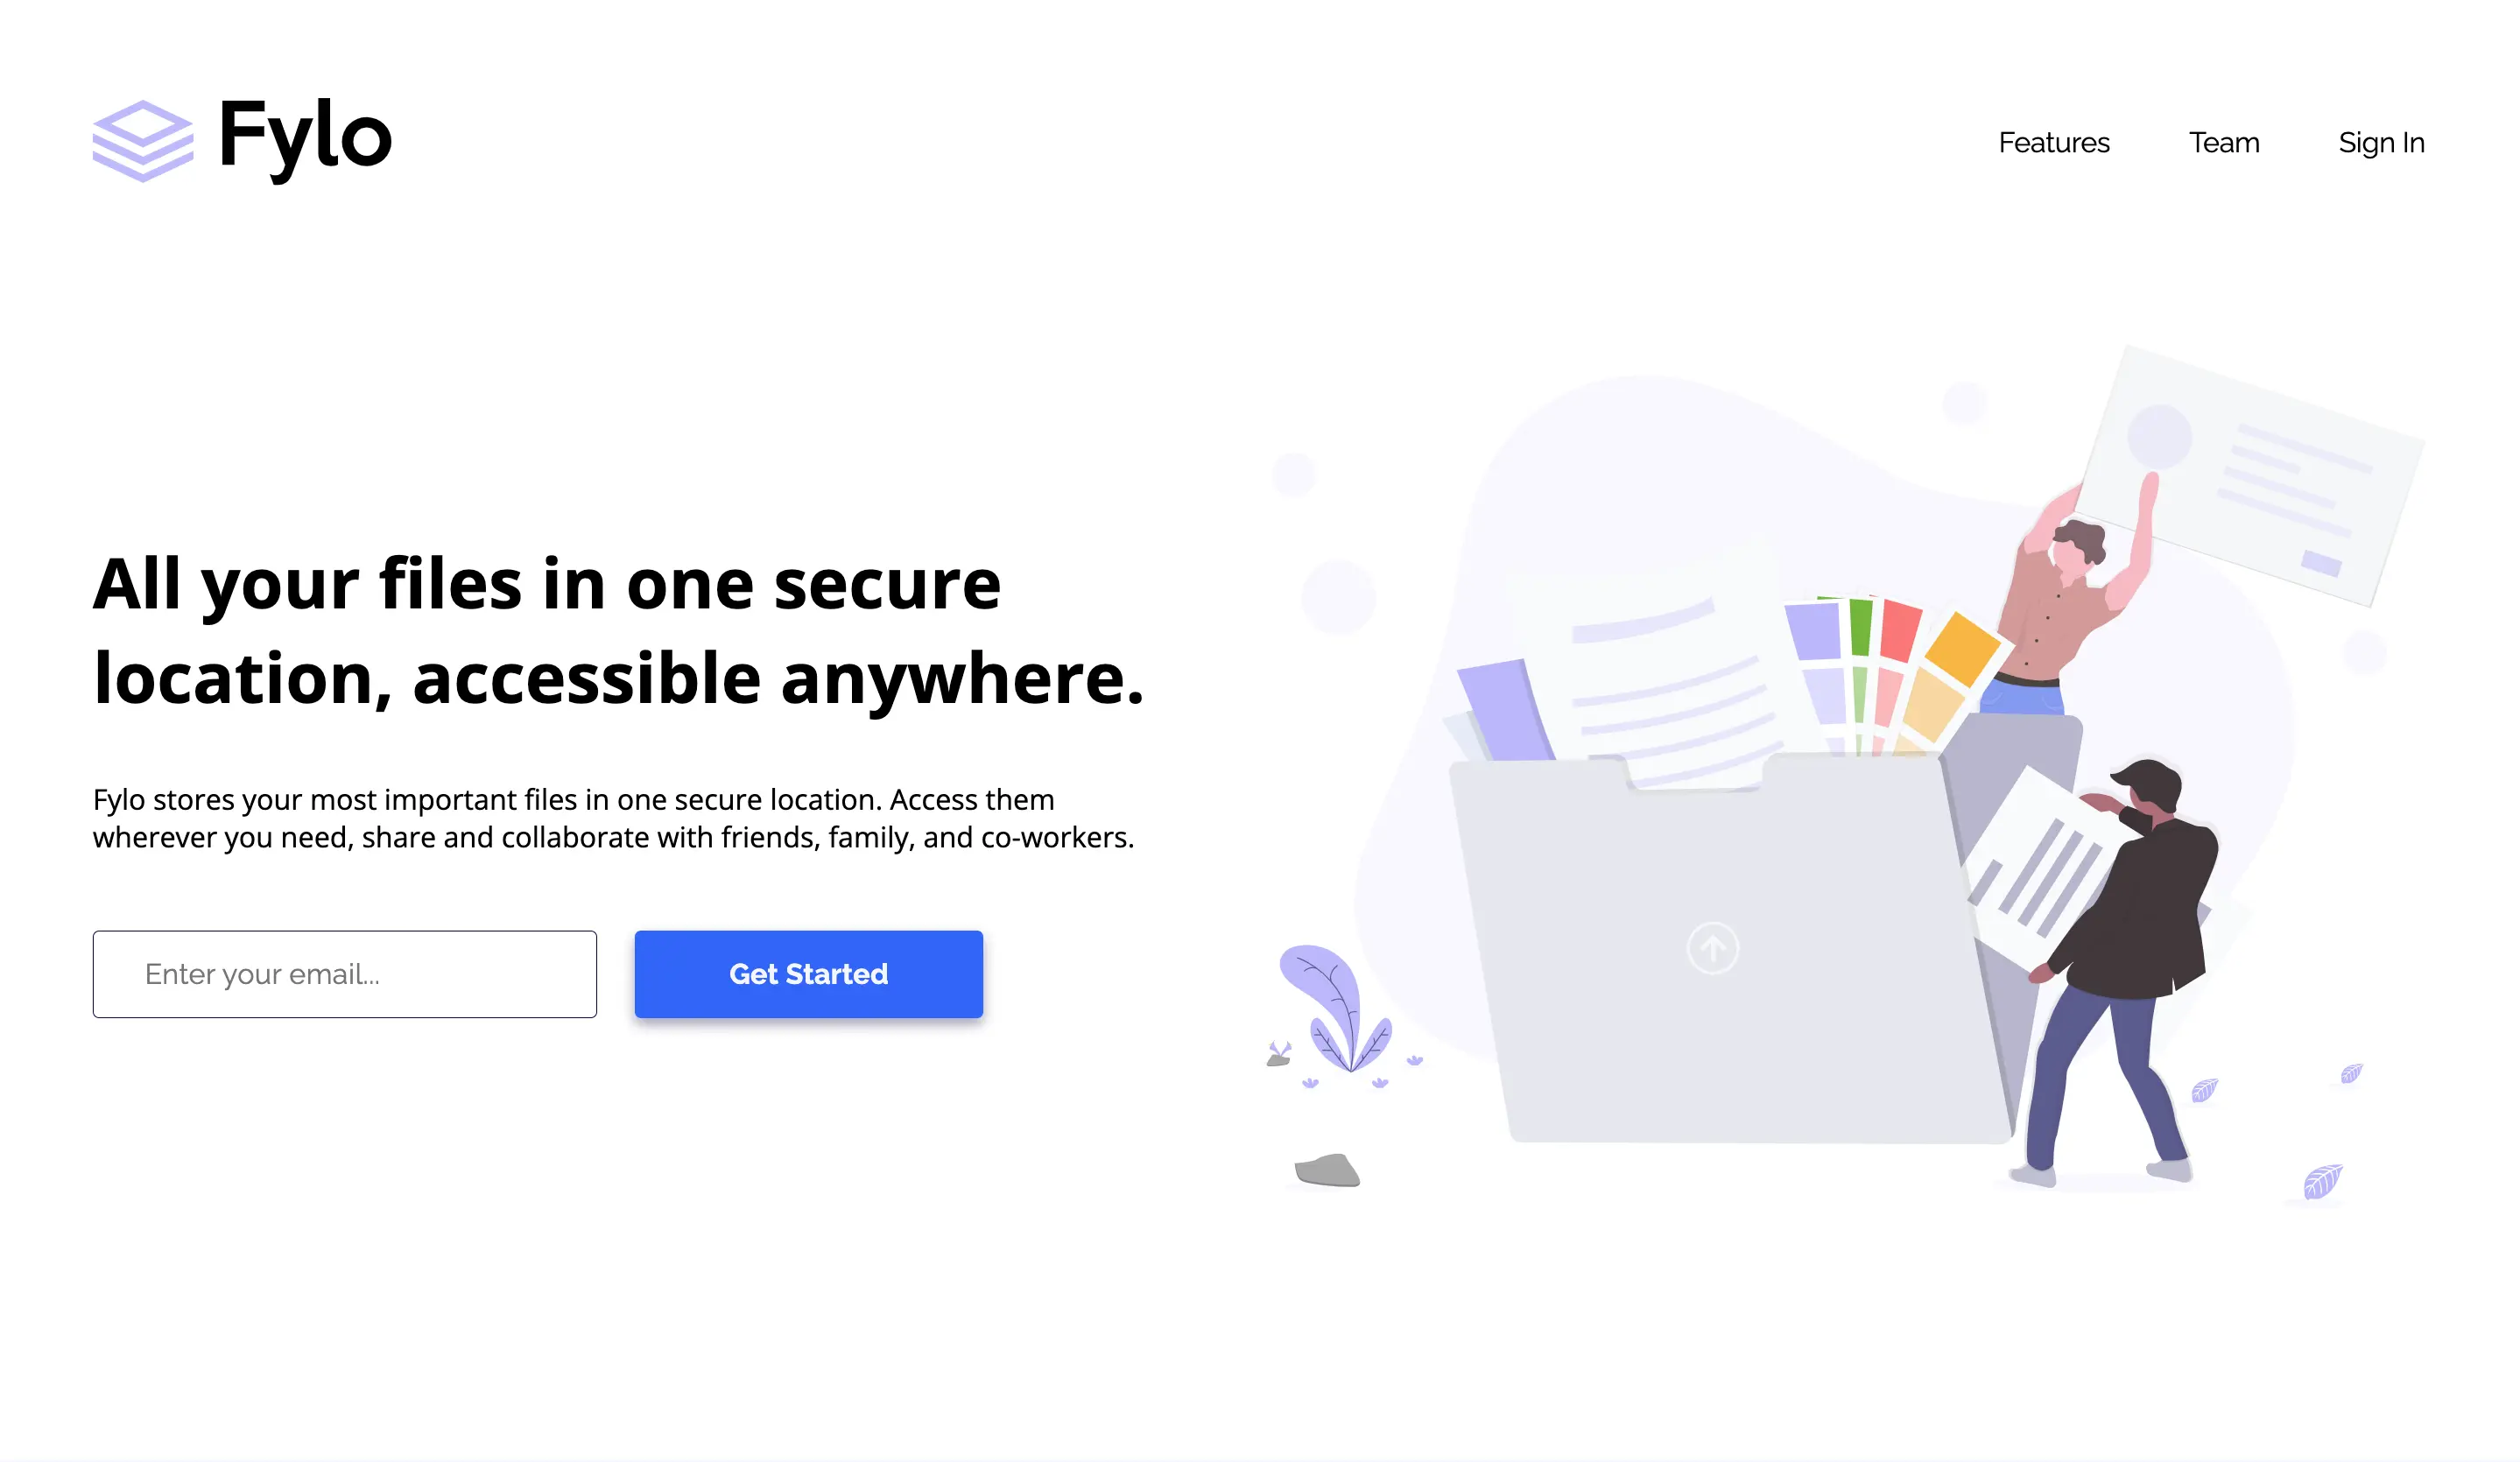 Fylo
Features
Team
Sign In
All your files in one secure
location, accessible anywhere.
Fylo stores your most important files in one secure location. Access them
wherever you need, share and collaborate with friends, family, and co-workers.
Enter your email...
Get Started